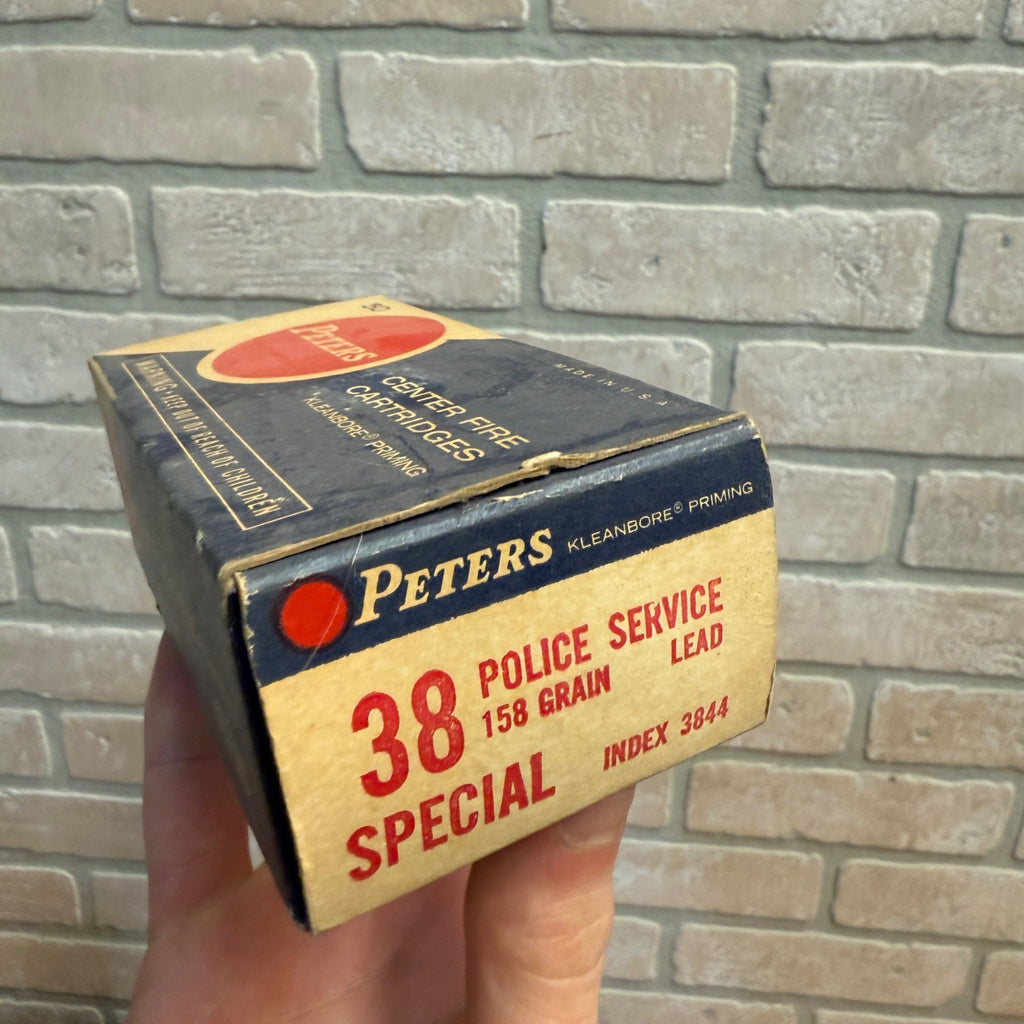 50
PETERS
MADE IN U.S.A.
CENTER FIRE
CARTRIDGES
KLEANBORE® PRIMING
WARNING • KEEP OUT OF REACH OF CHILDREN
PETERS KLEANBORE® PRIMING
38 POLICE SERVICE
158 GRAIN LEAD
SPECIAL INDEX 3844